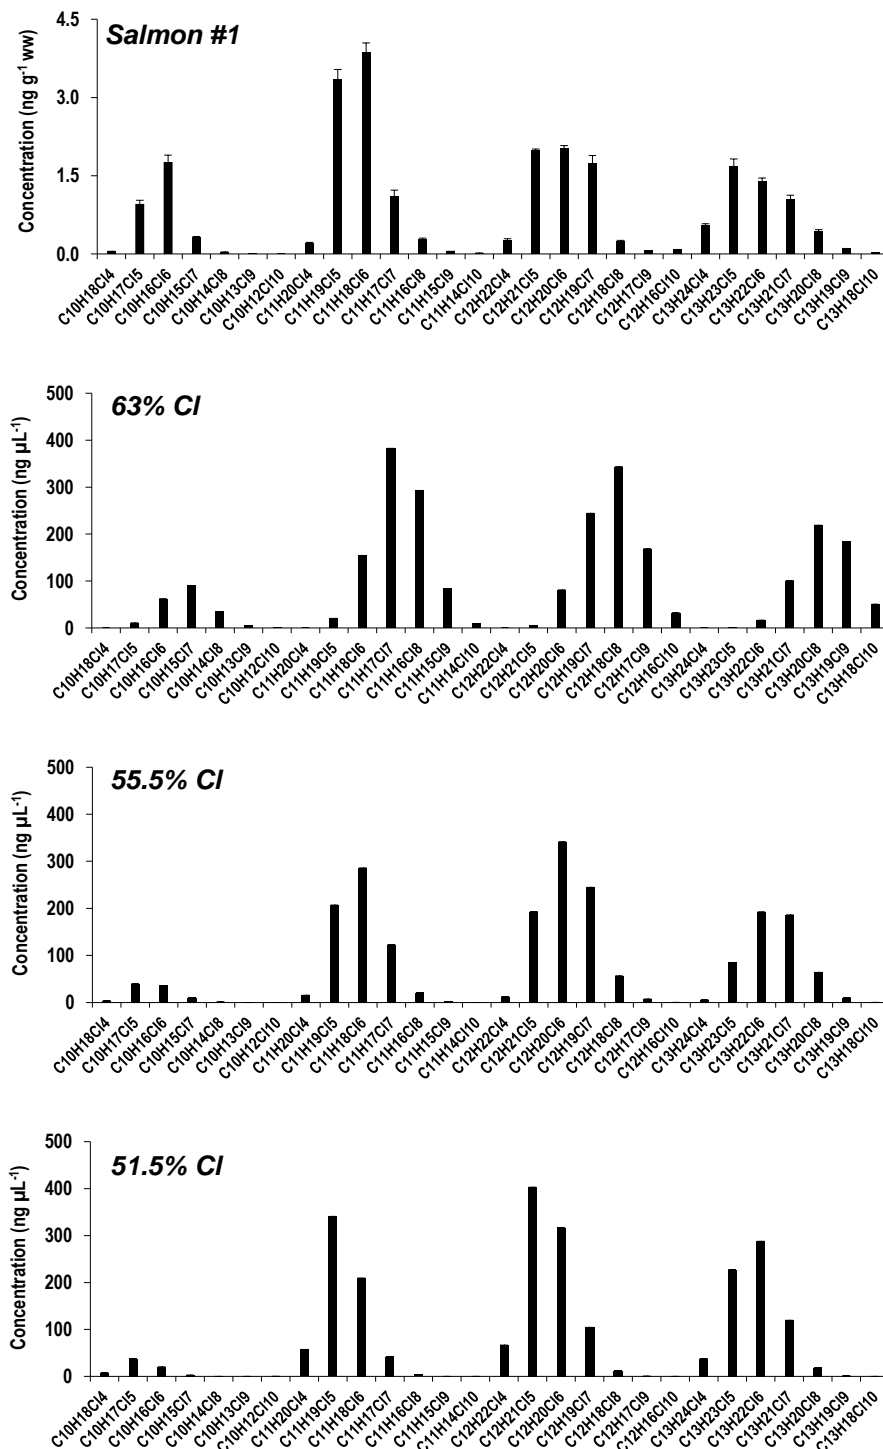 Salmon #1
Concentration (ng g⁻¹ ww)
4.5
3.0
1.5
0.0
C10H18Cl4
C10H17Cl5
C10H16Cl6
C10H15Cl7
C10H14Cl8
C10H13Cl9
C10H12Cl10
C11H20Cl4
C11H19Cl5
C11H18Cl6
C11H17Cl7
C11H16Cl8
C11H15Cl9
C11H14Cl10
C12H22Cl4
C12H21Cl5
C12H20Cl6
C12H19Cl7
C12H18Cl8
C12H17Cl9
C12H16Cl10
C13H24Cl4
C13H23Cl5
C13H22Cl6
C13H21Cl7
C13H20Cl8
C13H19Cl9
C13H18Cl10
63% Cl
Concentration (ng µL⁻¹)
500
400
300
200
100
0
C10H18Cl4
C10H17Cl5
C10H16Cl6
C10H15Cl7
C10H14Cl8
C10H13Cl9
C10H12Cl10
C11H20Cl4
C11H19Cl5
C11H18Cl6
C11H17Cl7
C11H16Cl8
C11H15Cl9
C11H14Cl10
C12H22Cl4
C12H21Cl5
C12H20Cl6
C12H19Cl7
C12H18Cl8
C12H17Cl9
C12H16Cl10
C13H24Cl4
C13H23Cl5
C13H22Cl6
C13H21Cl7
C13H20Cl8
C13H19Cl9
C13H18Cl10
55.5% Cl
Concentration (ng µL⁻¹)
500
400
300
200
100
0
C10H18Cl4
C10H17Cl5
C10H16Cl6
C10H15Cl7
C10H14Cl8
C10H13Cl9
C10H12Cl10
C11H20Cl4
C11H19Cl5
C11H18Cl6
C11H17Cl7
C11H16Cl8
C11H15Cl9
C11H14Cl10
C12H22Cl4
C12H21Cl5
C12H20Cl6
C12H19Cl7
C12H18Cl8
C12H17Cl9
C12H16Cl10
C13H24Cl4
C13H23Cl5
C13H22Cl6
C13H21Cl7
C13H20Cl8
C13H19Cl9
C13H18Cl10
51.5% Cl
Concentration (ng µL⁻¹)
500
400
300
200
100
0
C10H18Cl4
C10H17Cl5
C10H16Cl6
C10H15Cl7
C10H14Cl8
C10H13Cl9
C10H12Cl10
C11H20Cl4
C11H19Cl5
C11H18Cl6
C11H17Cl7
C11H16Cl8
C11H15Cl9
C11H14Cl10
C12H22Cl4
C12H21Cl5
C12H20Cl6
C12H19Cl7
C12H18Cl8
C12H17Cl9
C12H16Cl10
C13H24Cl4
C13H23Cl5
C13H22Cl6
C13H21Cl7
C13H20Cl8
C13H19Cl9
C13H18Cl10